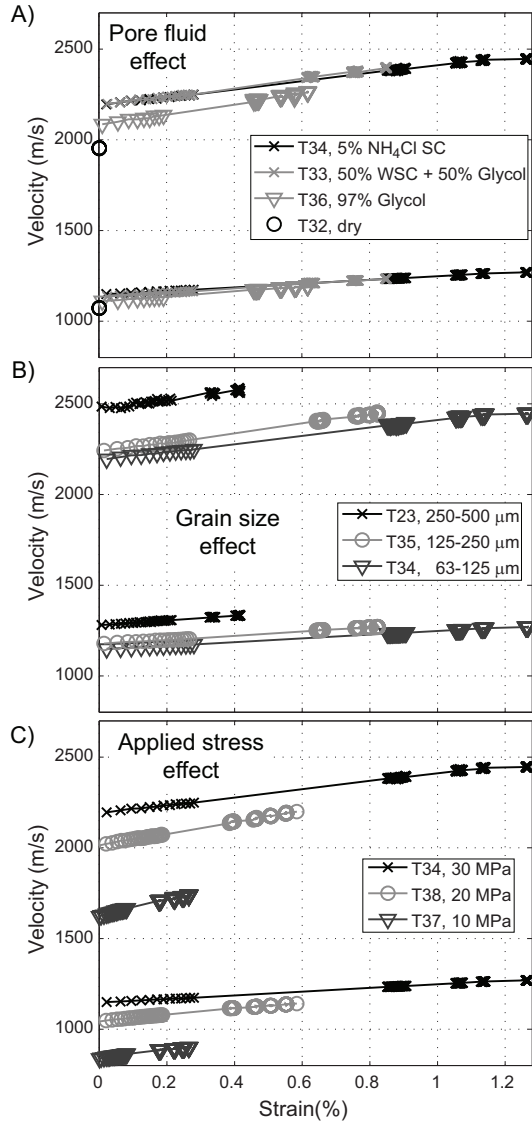 A)
Pore fluid
effect
2500
2000
1500
1000
Velocity (m/s)
T34, 5% NH₄Cl SC
T33, 50% WSC + 50% Glycol
T36, 97% Glycol
T32, dry
B)
2500
2000
1500
1000
Velocity (m/s)
Grain size
effect
T23, 250-500 μm
T35, 125-250 μm
T34, 63-125 μm
C)
Applied stress
effect
2500
2000
1500
1000
Velocity (m/s)
T34, 30 MPa
T38, 20 MPa
T37, 10 MPa
0 0.2 0.4 0.6 0.8 1 1.2
Strain(%)